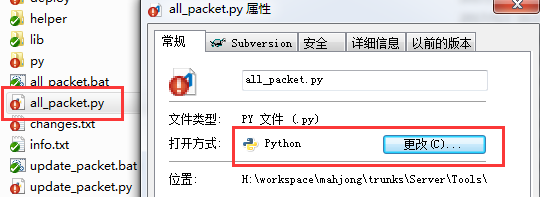 deploy
helper
lib
py
all_packet.bat
all_packet.py
changes.txt
info.txt
update_packet.bat
update_packet.py
all_packet.py 属性
常规
Subversion
安全
详细信息
以前的版本
all_packet.py
文件类型: PY 文件 (.py)
打开方式: Python 更改(C)...
位置: H:\workspace\mahjong\trunks\Server\Tools\